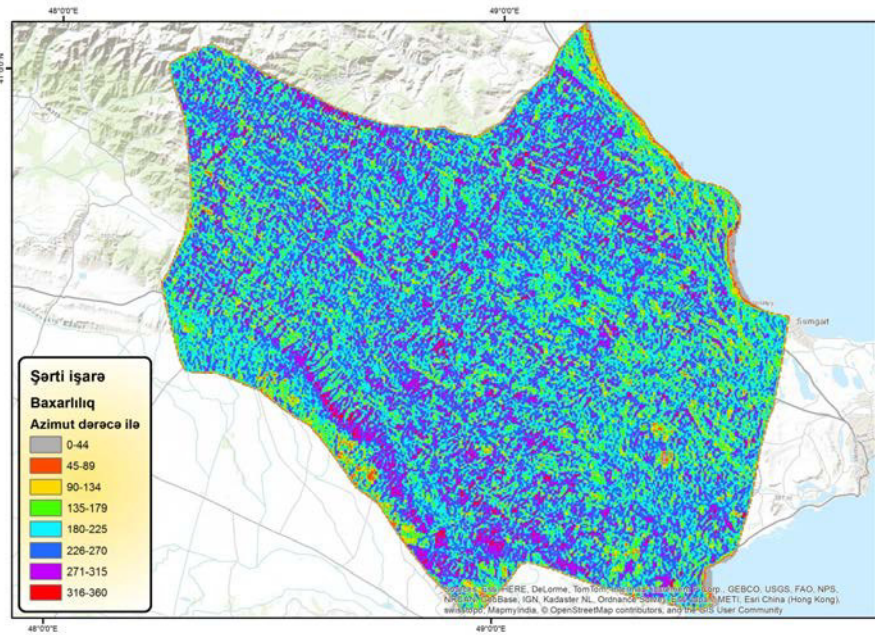 48°0'0"E
49°0'0"E
Sumgait
Şərti işarə
Baxarlılıq
Azimut dərəcə ilə
0-44
45-89
90-134
135-179
180-225
226-270
271-315
316-360
HERE, DeLorme, TomTom, Corp., GEBCO, USGS, FAO, NPS,
GeoBase, IGN, Kadaster NL, Ordnance METI, Esri China (Hong Kong),
swisstopo, MapmyIndia, © OpenStreetMap contributors, and the GIS User Community
48°0'0"E
49°0'0"E